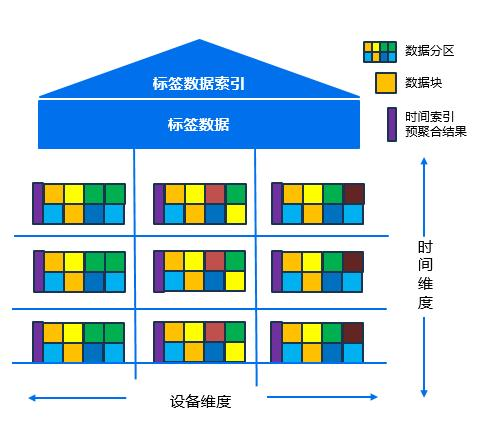 标签数据索引
标签数据
数据分区
数据块
时间索引
预聚合结果
时间维度
设备维度